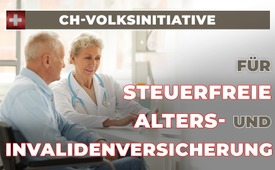 CH-VOLKSINITIATIVE
FÜR
STEUERFREIE
ALTERS- UND
INVALIDENVERSICHERUNG